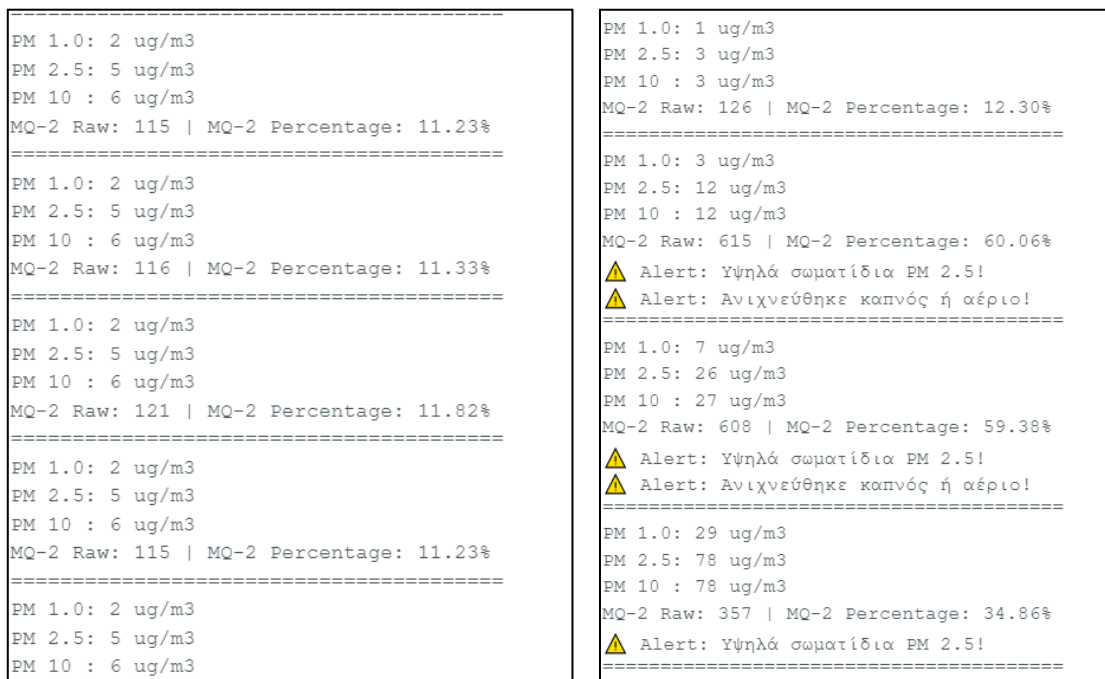 =========================================
PM 1.0: 2 ug/m3
PM 2.5: 5 ug/m3
PM 10 : 6 ug/m3
MQ-2 Raw: 115 | MQ-2 Percentage: 11.23%
=========================================
PM 1.0: 2 ug/m3
PM 2.5: 5 ug/m3
PM 10 : 6 ug/m3
MQ-2 Raw: 116 | MQ-2 Percentage: 11.33%
=========================================
PM 1.0: 2 ug/m3
PM 2.5: 5 ug/m3
PM 10 : 6 ug/m3
MQ-2 Raw: 121 | MQ-2 Percentage: 11.82%
=========================================
PM 1.0: 2 ug/m3
PM 2.5: 5 ug/m3
PM 10 : 6 ug/m3
MQ-2 Raw: 115 | MQ-2 Percentage: 11.23%
=========================================
PM 1.0: 2 ug/m3
PM 2.5: 5 ug/m3
PM 10 : 6 ug/m3
PM 1.0: 1 ug/m3
PM 2.5: 3 ug/m3
PM 10 : 3 ug/m3
MQ-2 Raw: 126 | MQ-2 Percentage: 12.30%
=========================================
PM 1.0: 3 ug/m3
PM 2.5: 12 ug/m3
PM 10 : 12 ug/m3
MQ-2 Raw: 615 | MQ-2 Percentage: 60.06%
⚠ Alert: Υψηλά σωματίδια PM 2.5!
⚠ Alert: Ανιχνεύθηκε καπνός ή αέριο!
=========================================
PM 1.0: 7 ug/m3
PM 2.5: 26 ug/m3
PM 10 : 27 ug/m3
MQ-2 Raw: 608 | MQ-2 Percentage: 59.38%
⚠ Alert: Υψηλά σωματίδια PM 2.5!
⚠ Alert: Ανιχνεύθηκε καπνός ή αέριο!
=========================================
PM 1.0: 29 ug/m3
PM 2.5: 78 ug/m3
PM 10 : 78 ug/m3
MQ-2 Raw: 357 | MQ-2 Percentage: 34.86%
⚠ Alert: Υψηλά σωματίδια PM 2.5!
=========================================